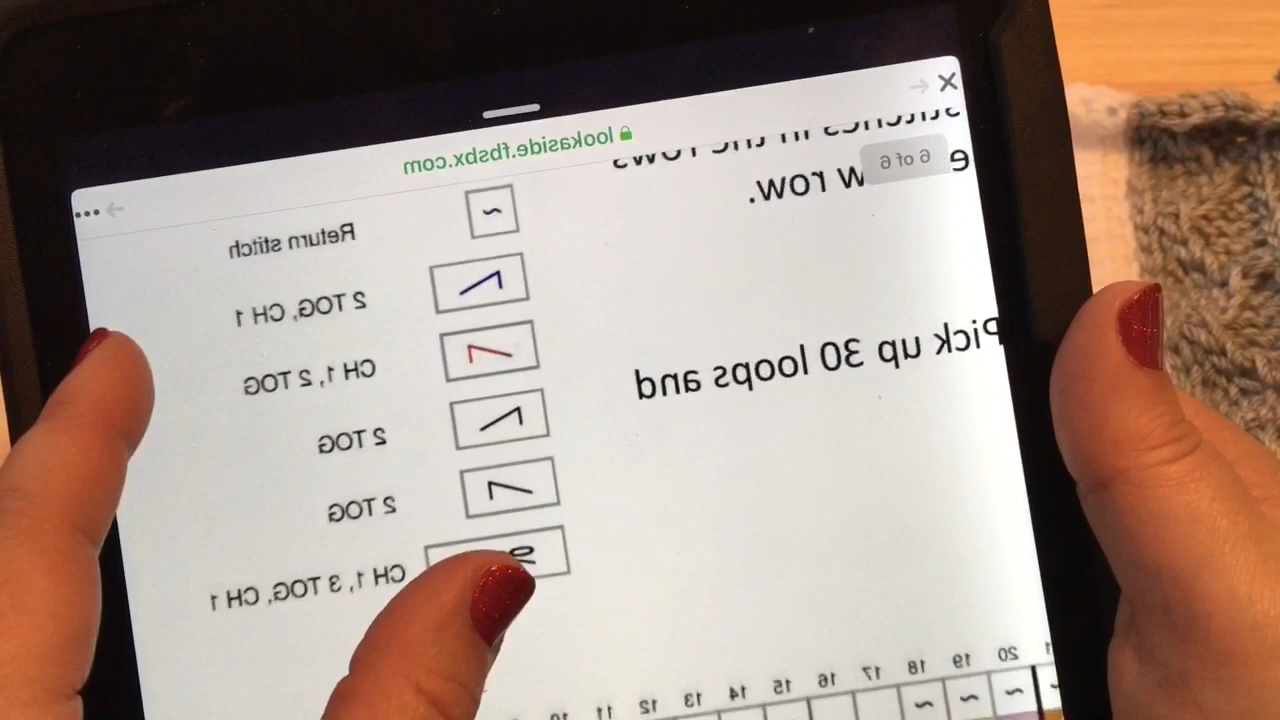 lookaside.fbsbx.com
6 of 6
stitches in the rows
row.
Pick up 30 loops and
~ Return stitch
2 TOG, CH 1
CH 1, 2 TOG
2 TOG
2 TOG
CH 1, 3 TOG, CH 1
20 19 18 17 16 15 14 13 12 11 10
~ ~ ~ ~